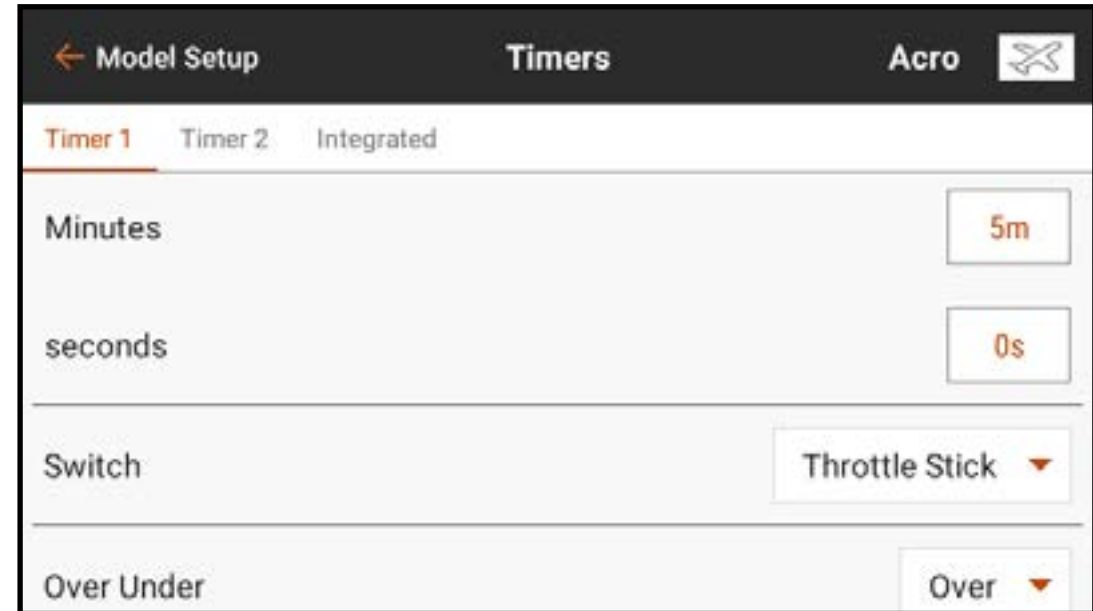 Model Setup Timers Acro
Timer 1 Timer 2 Integrated
Minutes 5m
seconds 0s
Switch Throttle Stick
Over Under Over